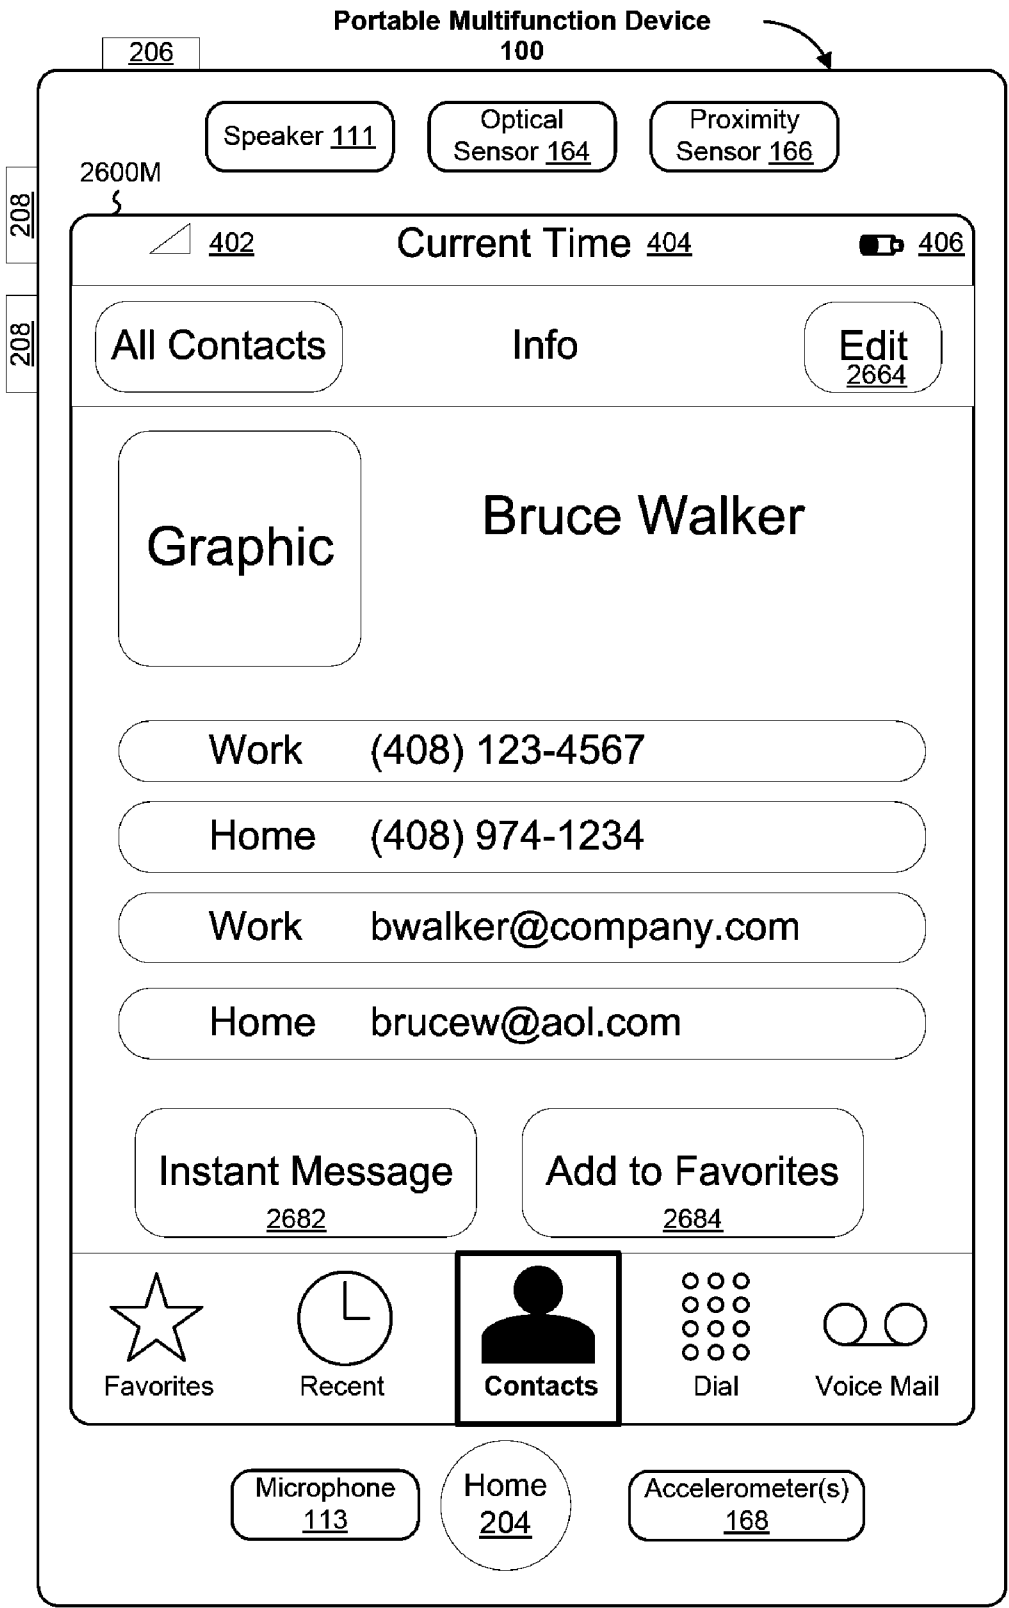 Portable Multifunction Device
100
206
Speaker 111
Optical
Sensor 164
Proximity
Sensor 166
2600M
208
208
402
Current Time 404
406
All Contacts
Info
Edit
2664
Graphic
Bruce Walker
Work (408) 123-4567
Home (408) 974-1234
Work bwalker@company.com
Home brucew@aol.com
Instant Message
2682
Add to Favorites
2684
Favorites
Recent
Contacts
Dial
Voice Mail
Microphone
113
Home
204
Accelerometer(s)
168